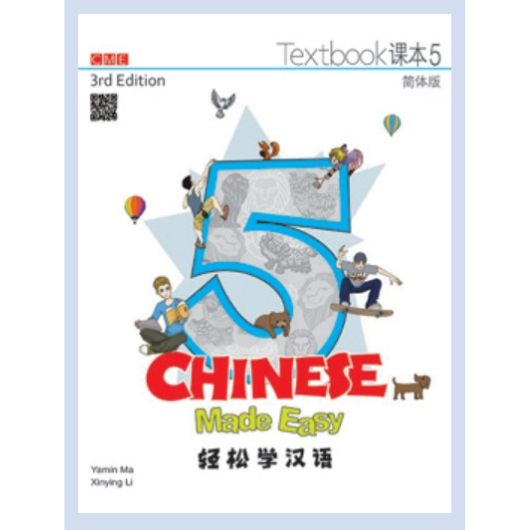 CME
3rd Edition
Textbook课本5
简体版
5
CHINESE
Made Easy
轻松学汉语
Yamin Ma
Xinying Li